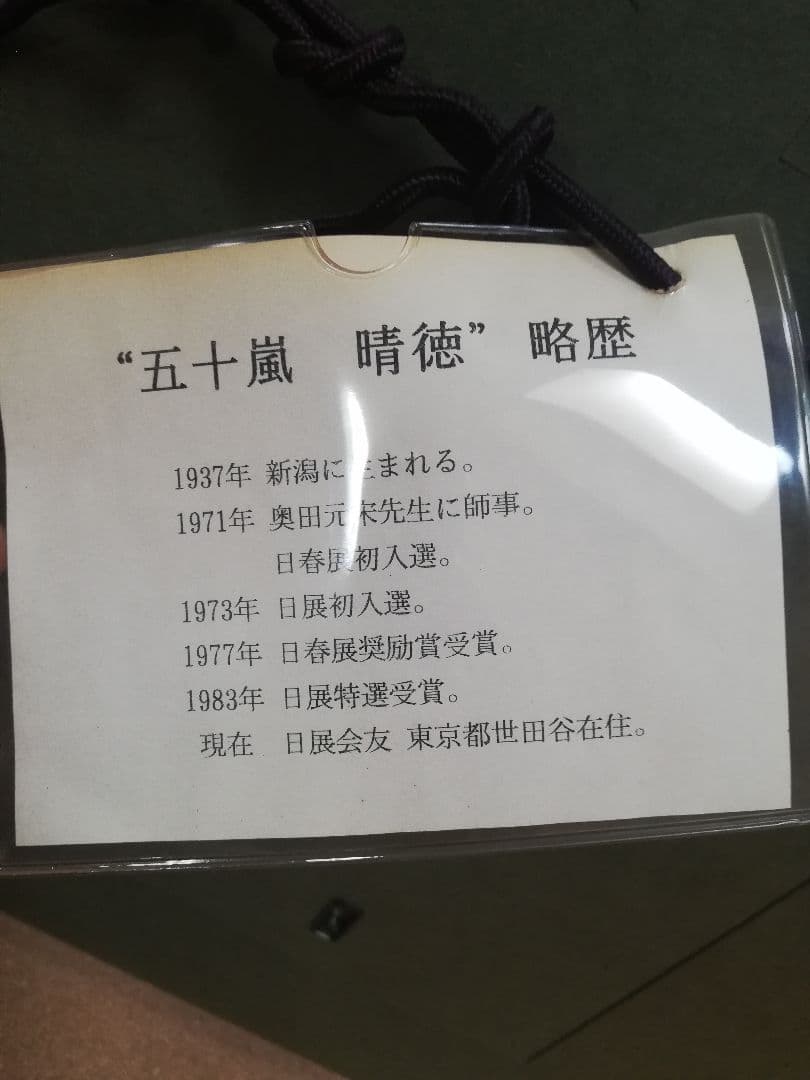 “五十嵐　晴徳” 略歴
1937年 新潟に生まれる。
1971年 奥田元宋先生に師事。
日春展初入選。
1973年 日展初入選。
1977年 日春展奨励賞受賞。
1983年 日展特選受賞。
現在　日展会友 東京都世田谷在住。